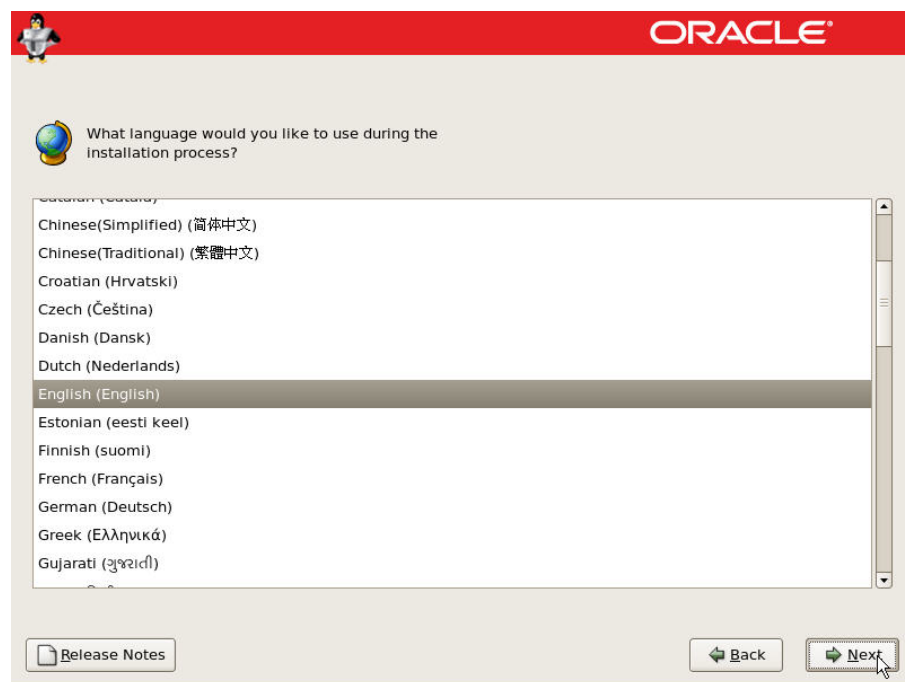 ORACLE
What language would you like to use during the
installation process?
Catalan (Català)
Chinese(Simplified) (简体中文)
Chinese(Traditional) (繁體中文)
Croatian (Hrvatski)
Czech (Čeština)
Danish (Dansk)
Dutch (Nederlands)
English (English)
Estonian (eesti keel)
Finnish (suomi)
French (Français)
German (Deutsch)
Greek (Ελληνικά)
Gujarati (ગુજરાતી)
Release Notes
Back
Next